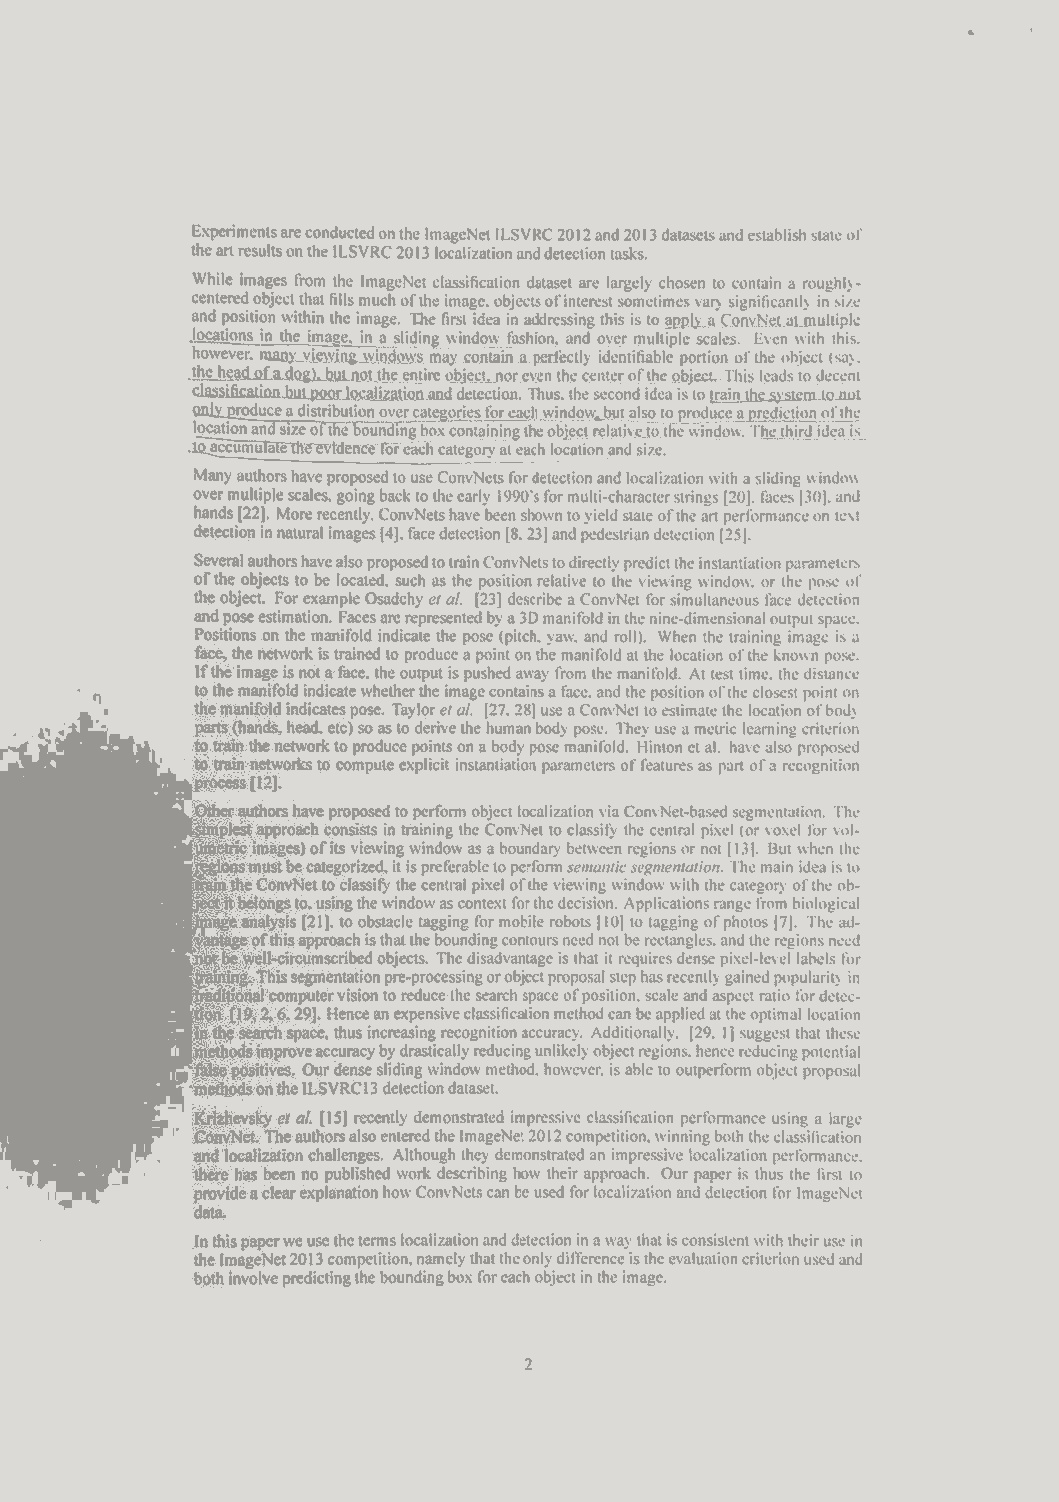 Experiments are conducted on the ImageNet ILSVRC 2012 and 2013 datasets and establish state of
the art results on the ILSVRC 2013 localization and detection tasks.
While images from the ImageNet classification dataset are largely chosen to contain a roughly-
centered object that fills much of the image, objects of interest sometimes vary significantly in size
and position within the image. The first idea in addressing this is to apply a ConvNet at multiple
locations in the image, in a sliding window fashion, and over multiple scales. Even with this,
however, many viewing windows may contain a perfectly identifiable portion of the object (say,
the head of a dog), but not the entire object, nor even the center of the object. This leads to decent
classification but poor localization and detection. Thus, the second idea is to train the system to not
only produce a distribution over categories for each window, but also to produce a prediction of the
location and size of the bounding box containing the object relative to the window. The third idea is
to accumulate the evidence for each category at each location and size.
Many authors have proposed to use ConvNets for detection and localization with a sliding window
over multiple scales, going back to the early 1990's for multi-character strings [20], faces [30], and
hands [22]. More recently, ConvNets have been shown to yield state of the art performance on text
detection in natural images [4], face detection [8, 23] and pedestrian detection [25].
Several authors have also proposed to train ConvNets to directly predict the instantiation parameters
of the objects to be located, such as the position relative to the viewing window, or the pose of
the object. For example Osadchy et al. [23] describe a ConvNet for simultaneous face detection
and pose estimation. Faces are represented by a 3D manifold in the nine-dimensional output space.
Positions on the manifold indicate the pose (pitch, yaw, and roll). When the training image is a
face, the network is trained to produce a point on the manifold at the location of the known pose.
If the image is not a face, the output is pushed away from the manifold. At test time, the distance
to the manifold indicate whether the image contains a face, and the position of the closest point on
the manifold indicates pose. Taylor et al. [27, 28] use a ConvNet to estimate the location of body
parts (hands, head, etc) so as to derive the human body pose. They use a metric learning criterion
to train the network to produce points on a body pose manifold. Hinton et al. have also proposed
to train networks to compute explicit instantiation parameters of features as part of a recognition
process [12].
Other authors have proposed to perform object localization via ConvNet-based segmentation. The
simplest approach consists in training the ConvNet to classify the central pixel (or voxel for vol-
umetric images) of its viewing window as a boundary between regions or not [13]. But when the
regions must be categorized, it is preferable to perform semantic segmentation. The main idea is to
train the ConvNet to classify the central pixel of the viewing window with the category of the ob-
ject it belongs to, using the window as context for the decision. Applications range from biological
image analysis [21], to obstacle tagging for mobile robots [10] to tagging of photos [7]. The ad-
vantage of this approach is that the bounding contours need not be rectangles, and the regions need
not be well-circumscribed objects. The disadvantage is that it requires dense pixel-level labels for
training. This segmentation pre-processing or object proposal step has recently gained popularity in
traditional computer vision to reduce the search space of position, scale and aspect ratio for detec-
tion [19, 2, 6, 29]. Hence an expensive classification method can be applied at the optimal location
in the search space, thus increasing recognition accuracy. Additionally, [29, 1] suggest that these
methods improve accuracy by drastically reducing unlikely object regions, hence reducing potential
false positives. Our dense sliding window method, however, is able to outperform object proposal
methods on the ILSVRC13 detection dataset.
Krizhevsky et al. [15] recently demonstrated impressive classification performance using a large
ConvNet. The authors also entered the ImageNet 2012 competition, winning both the classification
and localization challenges. Although they demonstrated an impressive localization performance,
there has been no published work describing how their approach. Our paper is thus the first to
provide a clear explanation how ConvNets can be used for localization and detection for ImageNet
data.
In this paper we use the terms localization and detection in a way that is consistent with their use in
the ImageNet 2013 competition, namely that the only difference is the evaluation criterion used and
both involve predicting the bounding box for each object in the image.
2